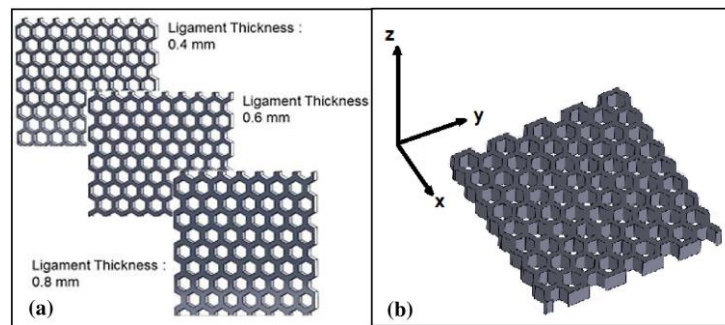 Ligament Thickness :
0.4 mm
Ligament Thickness
0.6 mm
Ligament Thickness :
0.8 mm
(a)
z
y
x
(b)